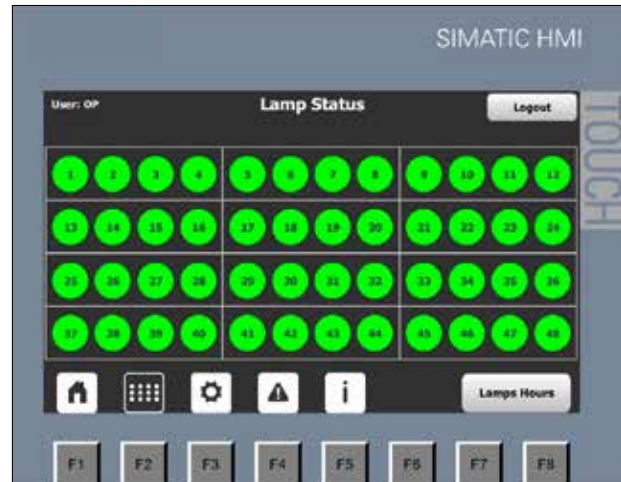 SIMATIC HMI
TOUCH
User: OP
Lamp Status
Logout
1 2 3 4 5 6 7 8 9 10 11 12
13 14 15 16 17 18 19 20 21 22 23 24
25 26 27 28 29 30 31 32 33 34 35 36
37 38 39 40 41 42 43 44 45 46 47 48
i
Lamps Hours
F1 F2 F3 F4 F5 F6 F7 F8